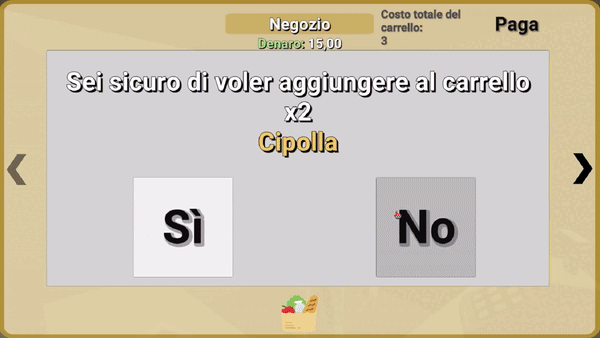 Negozio
Denaro: 15,00
Costo totale del
carrello:
3
Paga
Sei sicuro di voler aggiungere al carrello
x2
Cipolla
Sì
No